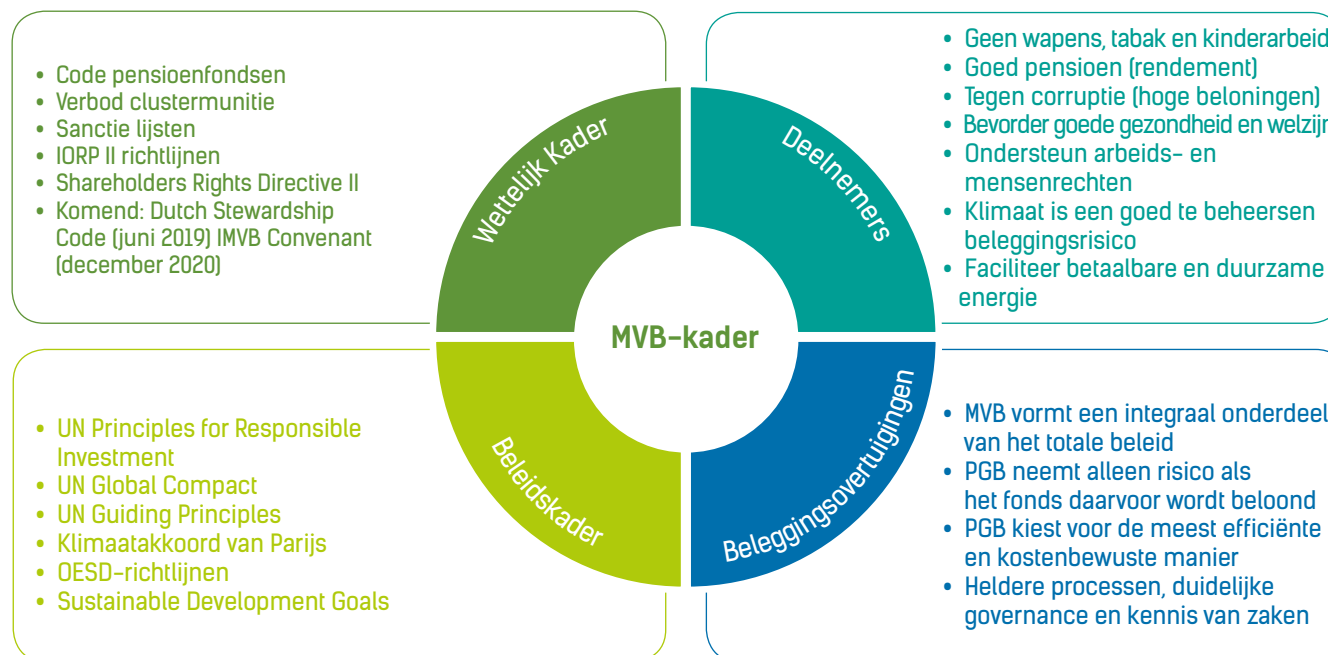 • Code pensioenfondsen
• Verbod clustermunitie
• Sanctie lijsten
• IORP II richtlijnen
• Shareholders Rights Directive II
• Komend: Dutch Stewardship
Code (juni 2019) IMVB Convenant
(december 2020)
• Geen wapens, tabak en kinderarbeid
• Goed pensioen (rendement)
• Tegen corruptie (hoge beloningen)
• Bevorder goede gezondheid en welzijn
• Ondersteun arbeids- en
mensenrechten
• Klimaat is een goed te beheersen
beleggingsrisico
• Faciliteer betaalbare en duurzame
energie
Wettelijk Kader
Deelnemers
MVB-kader
Beleidskader
Beleggingsovertuigingen
• UN Principles for Responsible
Investment
• UN Global Compact
• UN Guiding Principles
• Klimaatakkoord van Parijs
• OESD-richtlijnen
• Sustainable Development Goals
• MVB vormt een integraal onderdeel
van het totale beleid
• PGB neemt alleen risico als
het fonds daarvoor wordt beloond
• PGB kiest voor de meest efficiënte
en kostenbewuste manier
• Heldere processen, duidelijke
governance en kennis van zaken